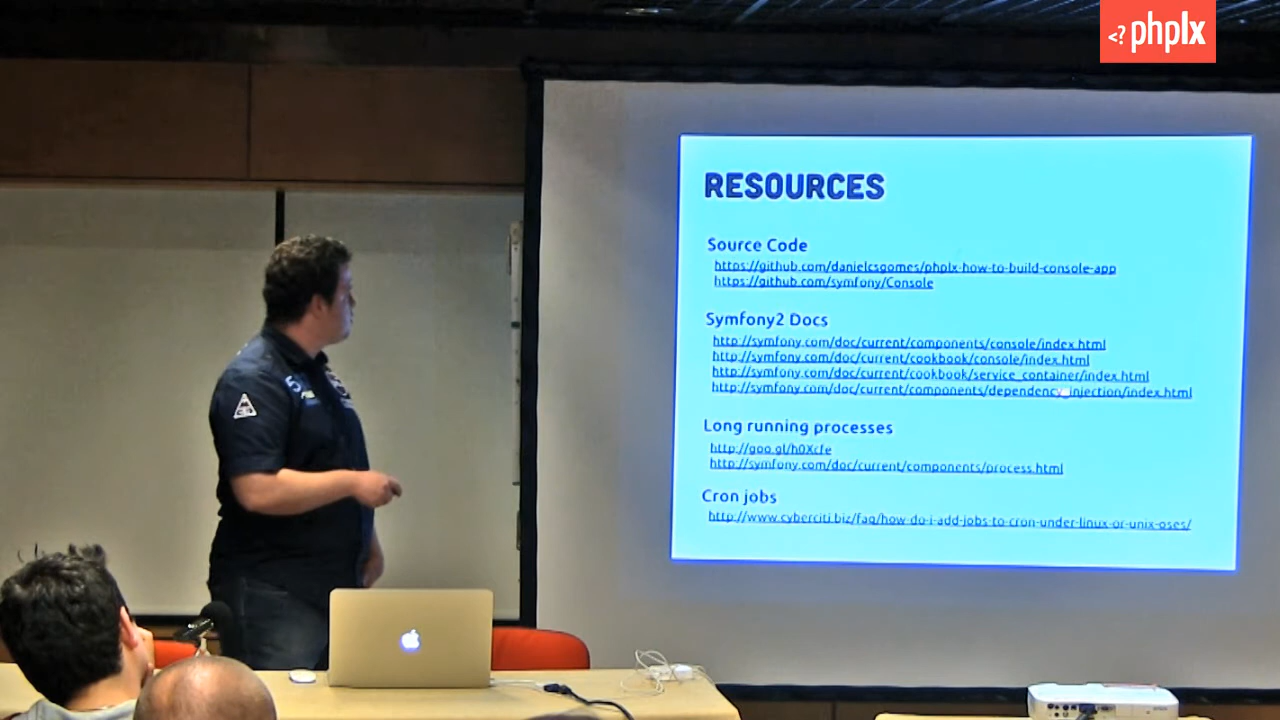 <? phplx
RESOURCES
Source Code
https://github.com/danielcsgomes/phplx-how-to-build-console-app
https://github.com/symfony/Console
Symfony2 Docs
http://symfony.com/doc/current/components/console/index.html
http://symfony.com/doc/current/cookbook/console/index.html
http://symfony.com/doc/current/cookbook/service_container/index.html
http://symfony.com/doc/current/components/dependency_injection/index.html
Long running processes
http://goo.gl/h0Xcfe
http://symfony.com/doc/current/components/process.html
Cron jobs
http://www.cyberciti.biz/faq/how-do-i-add-jobs-to-cron-under-linux-or-unix-oses/